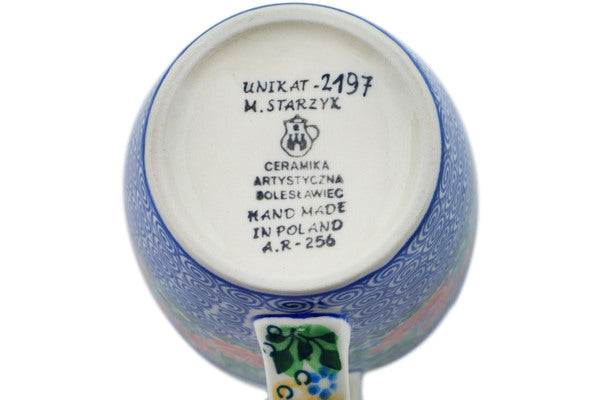 UNIKAT-2197
M. STARZYK
CERAMIKA
ARTYSTYCZNA
BOLESŁAWIEC
HAND MADE
IN POLAND
A.R-256